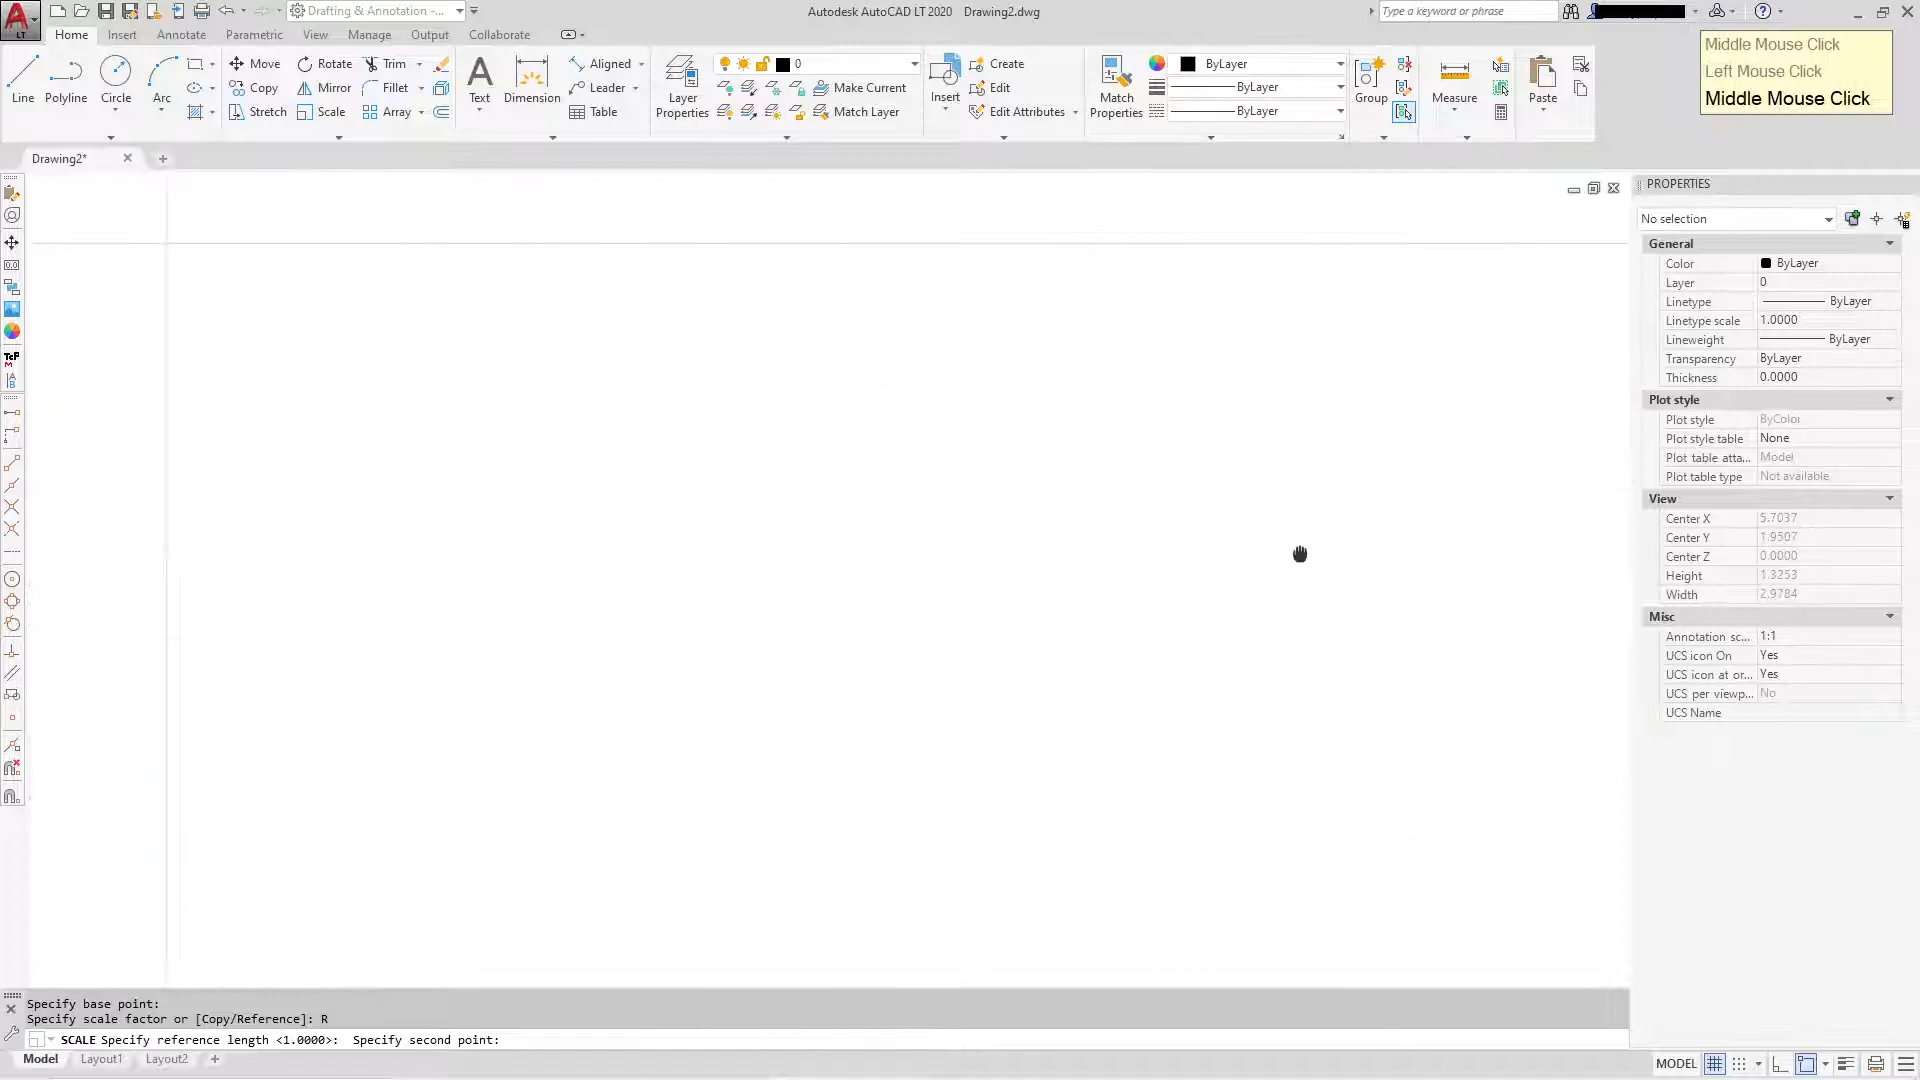 Drafting & Annotation -...
Autodesk AutoCAD LT 2020 Drawing2.dwg
Type a keyword or phrase
LT
Home Insert Annotate Parametric View Manage Output Collaborate
Middle Mouse Click
Left Mouse Click
Middle Mouse Click
Line
Polyline
Circle
Arc
Move Rotate Trim
Copy Mirror Fillet
Stretch Scale Array
Text
Dimension
Aligned
Leader
Table
Layer
Properties
0
Make Current
Match Layer
Insert
Create
Edit
Edit Attributes
Match
Properties
ByLayer
ByLayer
ByLayer
Group
Measure
Paste
Drawing2*
PROPERTIES
No selection
General
Color ByLayer
Layer 0
Linetype ByLayer
Linetype scale 1.0000
Lineweight ByLayer
Transparency ByLayer
Thickness 0.0000
Plot style
Plot style ByColor
Plot style table None
Plot table atta... Model
Plot table type Not available
View
Center X 5.7037
Center Y 1.9507
Center Z 0.0000
Height 1.3253
Width 2.9784
Misc
Annotation sc... 1:1
UCS icon On Yes
UCS icon at or... Yes
UCS per viewp... No
UCS Name
Specify base point:
Specify scale factor or [Copy/Reference]: R
SCALE Specify reference length <1.0000>: Specify second point:
Model Layout1 Layout2
MODEL